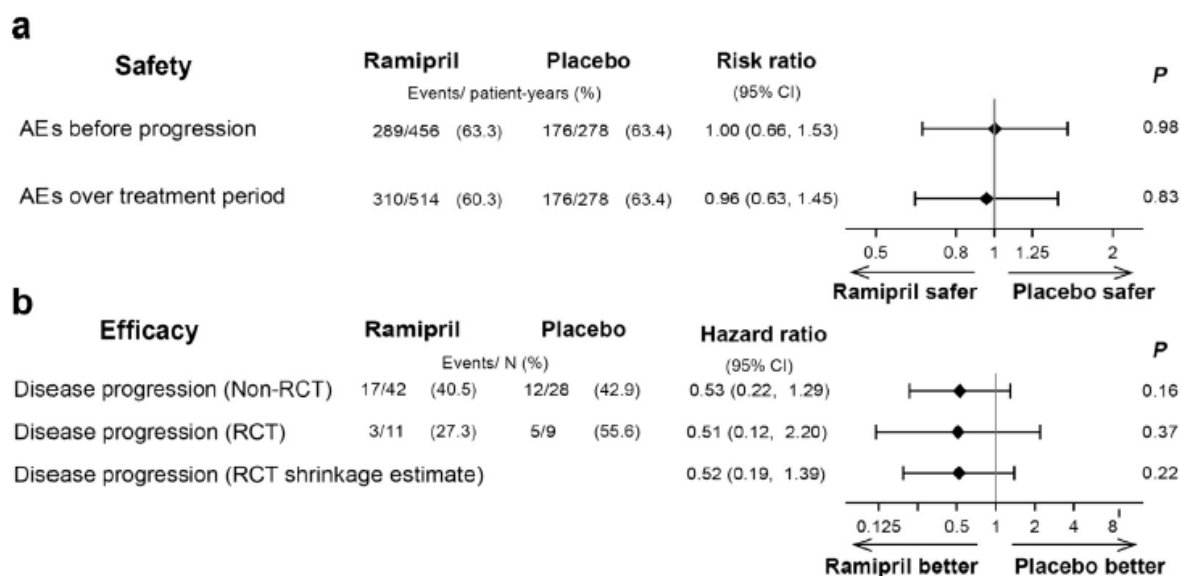 a
Safety Ramipril Placebo Risk ratio P
Events/ patient-years (%) (95% CI)
AEs before progression 289/456 (63.3) 176/278 (63.4) 1.00 (0.66, 1.53) 0.98
AEs over treatment period 310/514 (60.3) 176/278 (63.4) 0.96 (0.63, 1.45) 0.83
0.5 0.8 1 1.25 2
Ramipril safer Placebo safer
b
Efficacy Ramipril Placebo Hazard ratio P
Events/ N (%) (95% CI)
Disease progression (Non-RCT) 17/42 (40.5) 12/28 (42.9) 0.53 (0.22, 1.29) 0.16
Disease progression (RCT) 3/11 (27.3) 5/9 (55.6) 0.51 (0.12, 2.20) 0.37
Disease progression (RCT shrinkage estimate) 0.52 (0.19, 1.39) 0.22
0.125 0.5 1 2 4 8
Ramipril better Placebo better